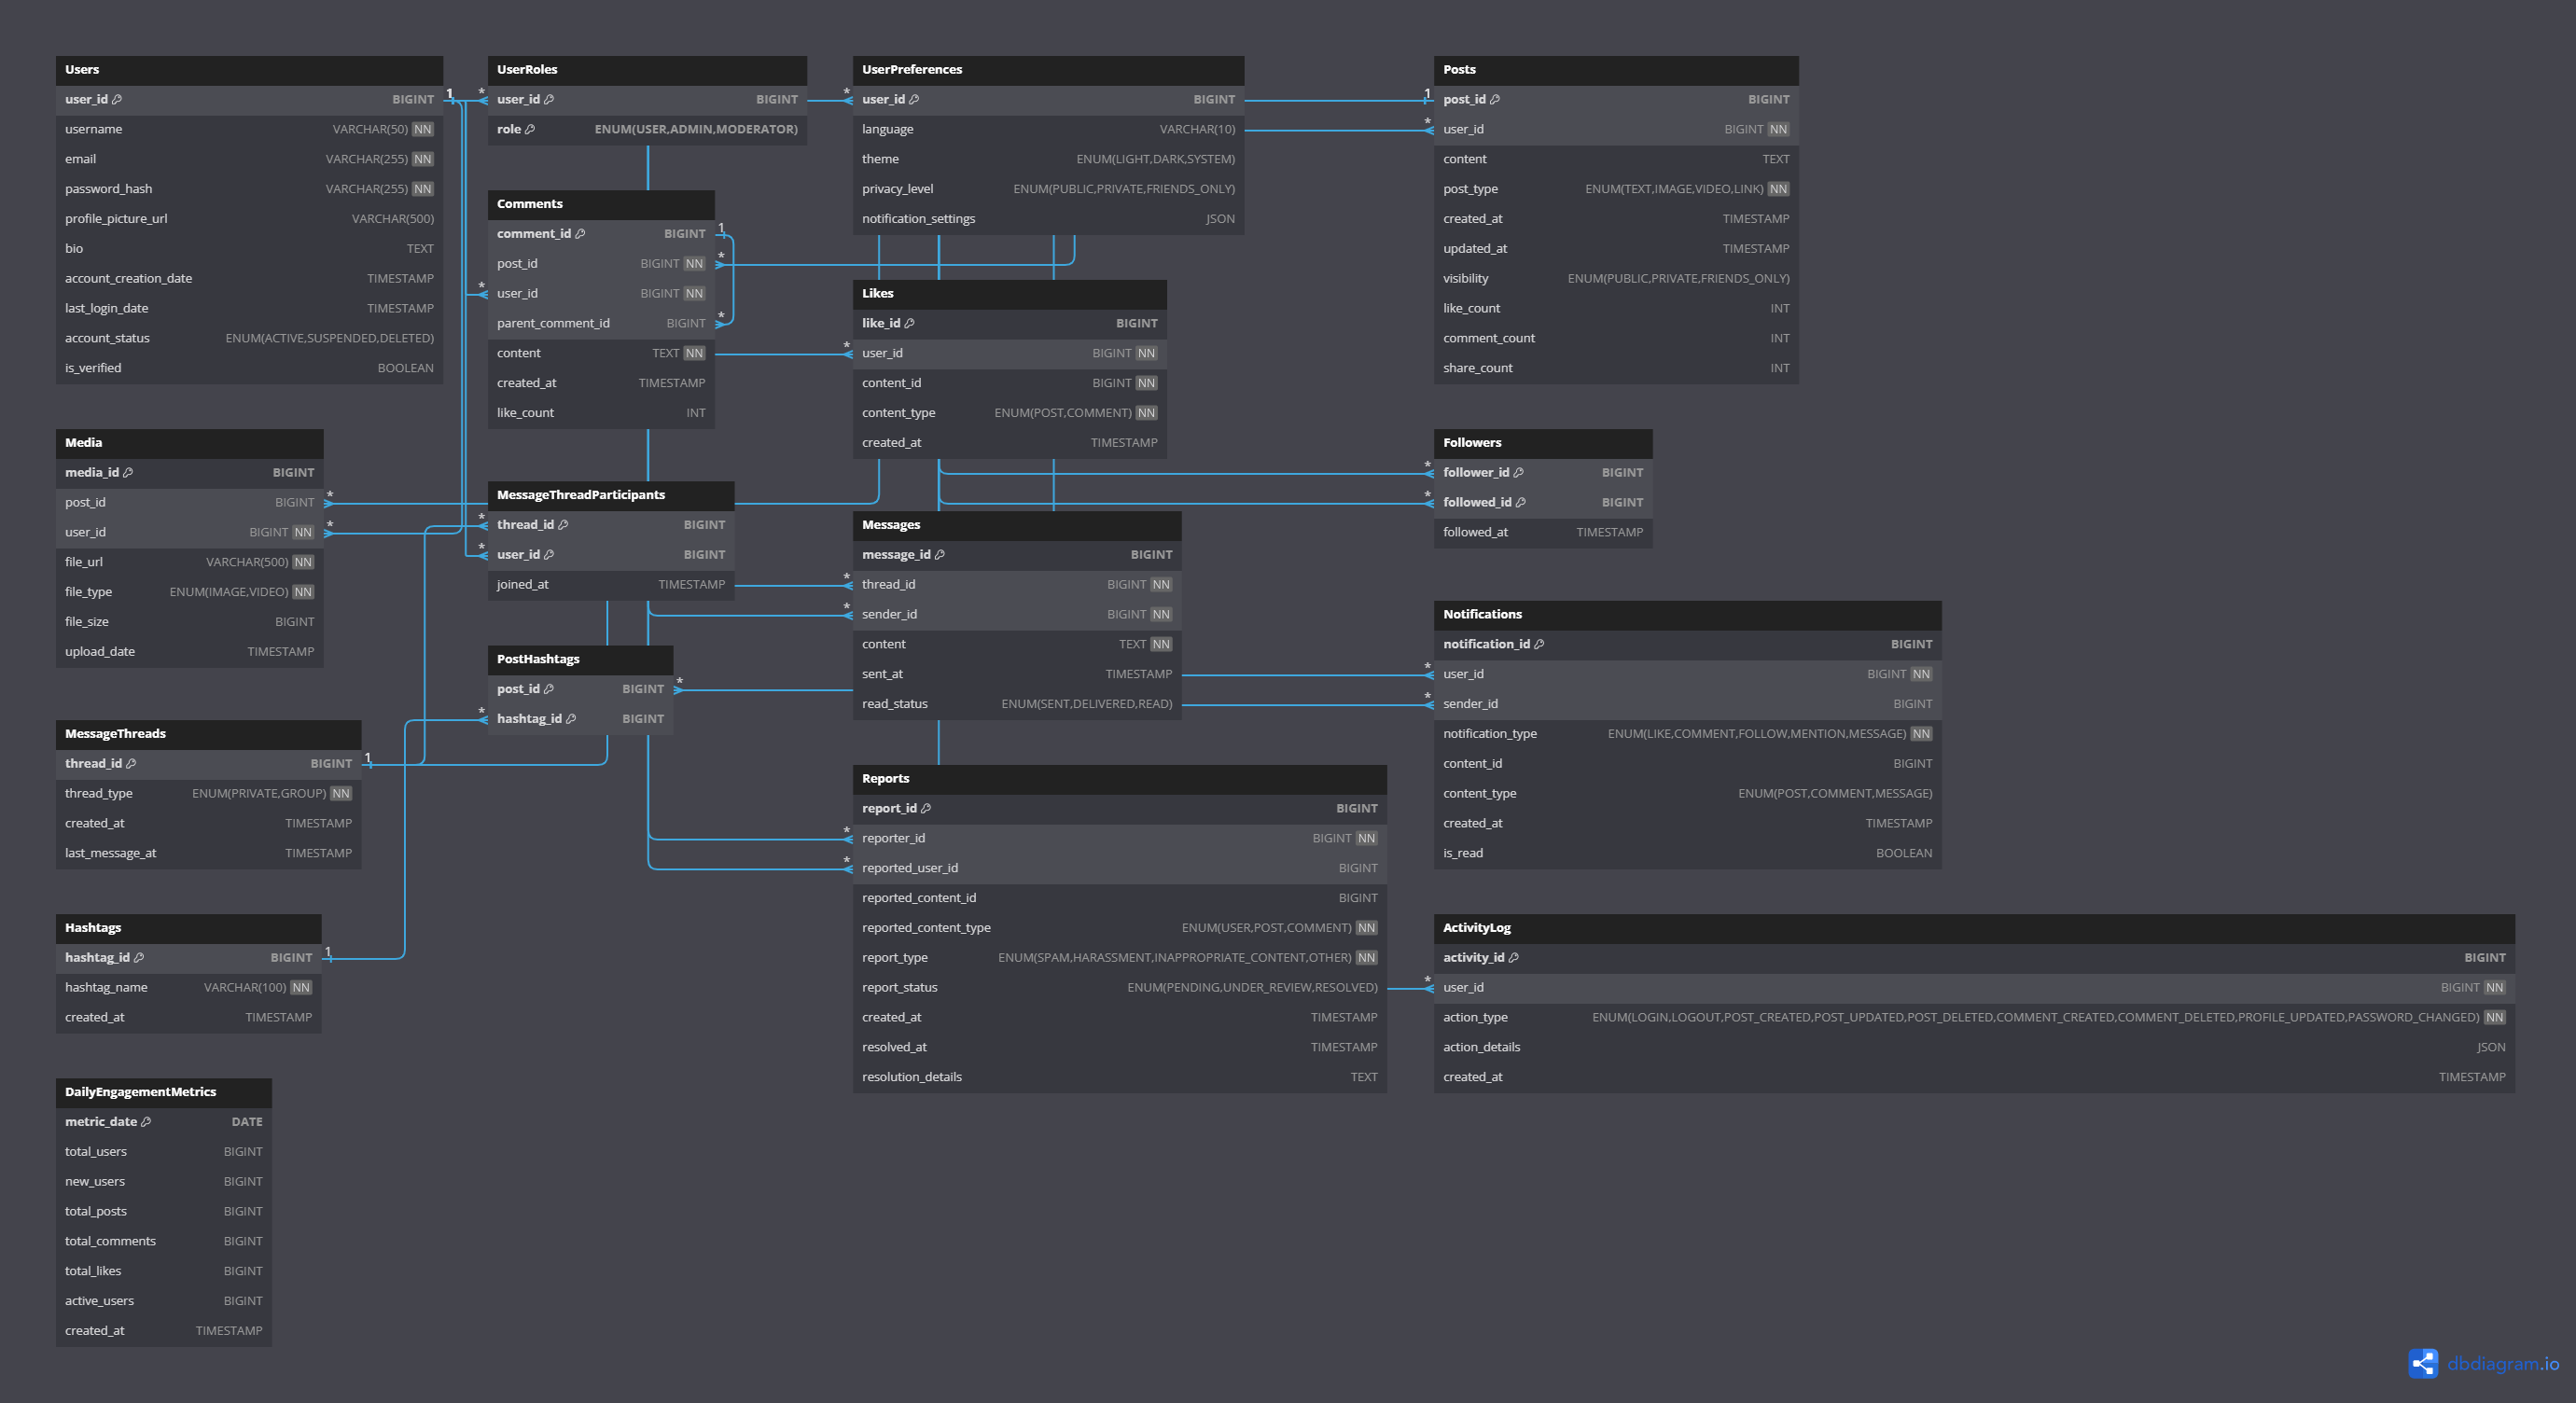 Users
user_id BIGINT
username VARCHAR(50) NN
email VARCHAR(255) NN
password_hash VARCHAR(255) NN
profile_picture_url VARCHAR(500)
bio TEXT
account_creation_date TIMESTAMP
last_login_date TIMESTAMP
account_status ENUM(ACTIVE,SUSPENDED,DELETED)
is_verified BOOLEAN
1
*
UserRoles
user_id BIGINT
role ENUM(USER,ADMIN,MODERATOR)
*
UserPreferences
user_id BIGINT
language VARCHAR(10)
theme ENUM(LIGHT,DARK,SYSTEM)
privacy_level ENUM(PUBLIC,PRIVATE,FRIENDS_ONLY)
notification_settings JSON
1
*
Posts
post_id BIGINT
user_id BIGINT NN
content TEXT
post_type ENUM(TEXT,IMAGE,VIDEO,LINK) NN
created_at TIMESTAMP
updated_at TIMESTAMP
visibility ENUM(PUBLIC,PRIVATE,FRIENDS_ONLY)
like_count INT
comment_count INT
share_count INT
Comments
comment_id BIGINT 1
post_id BIGINT NN *
* user_id BIGINT NN
parent_comment_id BIGINT *
content TEXT NN
created_at TIMESTAMP
like_count INT
Likes
like_id BIGINT
* user_id BIGINT NN
content_id BIGINT NN
content_type ENUM(POST,COMMENT) NN
created_at TIMESTAMP
Media
media_id BIGINT
post_id BIGINT *
user_id BIGINT NN *
file_url VARCHAR(500) NN
file_type ENUM(IMAGE,VIDEO) NN
file_size BIGINT
upload_date TIMESTAMP
MessageThreadParticipants
* thread_id BIGINT
* user_id BIGINT
joined_at TIMESTAMP
Messages
message_id BIGINT
* thread_id BIGINT NN
* sender_id BIGINT NN
content TEXT NN
sent_at TIMESTAMP
read_status ENUM(SENT,DELIVERED,READ)
Followers
* follower_id BIGINT
* followed_id BIGINT
followed_at TIMESTAMP
Notifications
notification_id BIGINT
* user_id BIGINT NN
* sender_id BIGINT
notification_type ENUM(LIKE,COMMENT,FOLLOW,MENTION,MESSAGE) NN
content_id BIGINT
content_type ENUM(POST,COMMENT,MESSAGE)
created_at TIMESTAMP
is_read BOOLEAN
PostHashtags
post_id BIGINT *
* hashtag_id BIGINT
MessageThreads
thread_id BIGINT 1
thread_type ENUM(PRIVATE,GROUP) NN
created_at TIMESTAMP
last_message_at TIMESTAMP
Reports
report_id BIGINT
* reporter_id BIGINT NN
* reported_user_id BIGINT
reported_content_id BIGINT
reported_content_type ENUM(USER,POST,COMMENT) NN
report_type ENUM(SPAM,HARASSMENT,INAPPROPRIATE_CONTENT,OTHER) NN
report_status ENUM(PENDING,UNDER_REVIEW,RESOLVED)
created_at TIMESTAMP
resolved_at TIMESTAMP
resolution_details TEXT
Hashtags
hashtag_id BIGINT 1
hashtag_name VARCHAR(100) NN
created_at TIMESTAMP
ActivityLog
activity_id BIGINT
* user_id BIGINT NN
action_type ENUM(LOGIN,LOGOUT,POST_CREATED,POST_UPDATED,POST_DELETED,COMMENT_CREATED,COMMENT_DELETED,PROFILE_UPDATED,PASSWORD_CHANGED) NN
action_details JSON
created_at TIMESTAMP
DailyEngagementMetrics
metric_date DATE
total_users BIGINT
new_users BIGINT
total_posts BIGINT
total_comments BIGINT
total_likes BIGINT
active_users BIGINT
created_at TIMESTAMP
dbdiagram.io